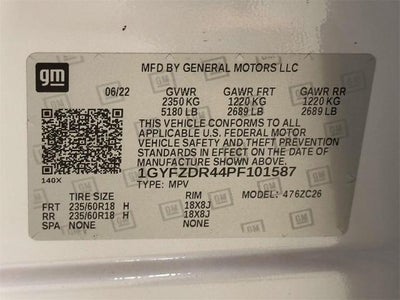 gm
MFD BY GENERAL MOTORS LLC
06/22 GVWR GAWR FRT GAWR RR
2350 KG 1220 KG 1220 KG
5180 LB 2689 LB 2689 LB
THIS VEHICLE CONFORMS TO ALL
APPLICABLE U.S. FEDERAL MOTOR
VEHICLE SAFETY AND THEFT PREVENTION
STANDARDS IN EFFECT ON THE DATE
OF MANUFACTURE SHOWN ABOVE.
1GYFZDR44PF101587
140X TYPE: MPV
TIRE SIZE RIM MODEL: 476ZC26
FRT 235/60R18 H 18X8J
RR 235/60R18 H 18X8J
SPA NONE NONE